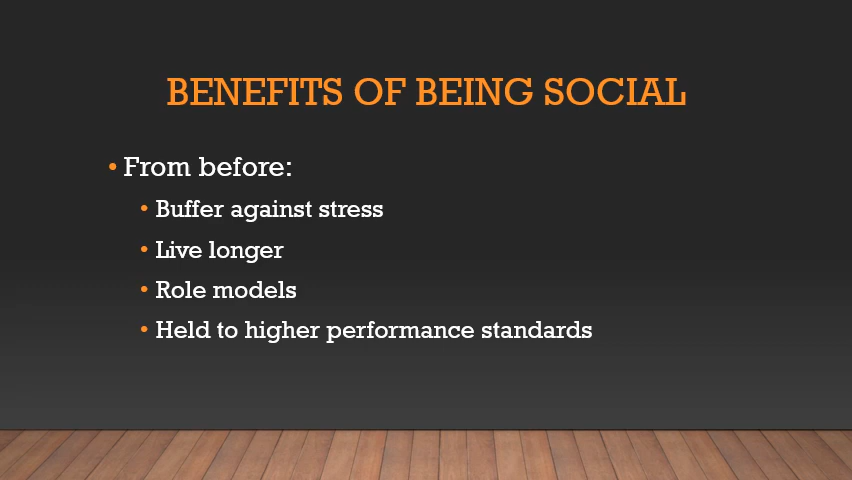 BENEFITS OF BEING SOCIAL
• From before:
• Buffer against stress
• Live longer
• Role models
• Held to higher performance standards